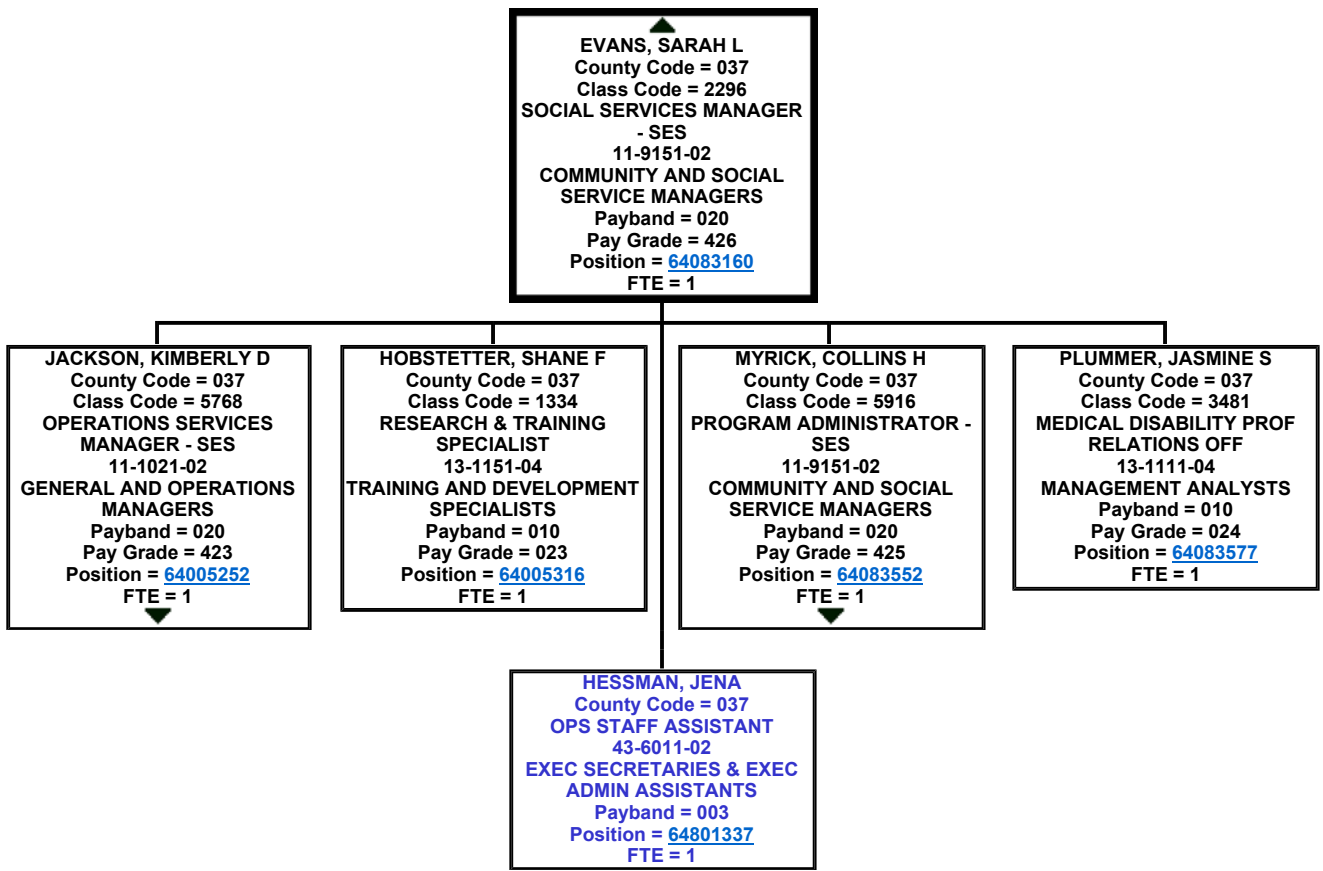 EVANS, SARAH L
County Code = 037
Class Code = 2296
SOCIAL SERVICES MANAGER
- SES
11-9151-02
COMMUNITY AND SOCIAL
SERVICE MANAGERS
Payband = 020
Pay Grade = 426
Position = 64083160
FTE = 1
JACKSON, KIMBERLY D
County Code = 037
Class Code = 5768
OPERATIONS SERVICES
MANAGER - SES
11-1021-02
GENERAL AND OPERATIONS
MANAGERS
Payband = 020
Pay Grade = 423
Position = 64005252
FTE = 1
HOBSTETTER, SHANE F
County Code = 037
Class Code = 1334
RESEARCH & TRAINING
SPECIALIST
13-1151-04
TRAINING AND DEVELOPMENT
SPECIALISTS
Payband = 010
Pay Grade = 023
Position = 64005316
FTE = 1
MYRICK, COLLINS H
County Code = 037
Class Code = 5916
PROGRAM ADMINISTRATOR -
SES
11-9151-02
COMMUNITY AND SOCIAL
SERVICE MANAGERS
Payband = 020
Pay Grade = 425
Position = 64083552
FTE = 1
PLUMMER, JASMINE S
County Code = 037
Class Code = 3481
MEDICAL DISABILITY PROF
RELATIONS OFF
13-1111-04
MANAGEMENT ANALYSTS
Payband = 010
Pay Grade = 024
Position = 64083577
FTE = 1
HESSMAN, JENA
County Code = 037
OPS STAFF ASSISTANT
43-6011-02
EXEC SECRETARIES & EXEC
ADMIN ASSISTANTS
Payband = 003
Position = 64801337
FTE = 1